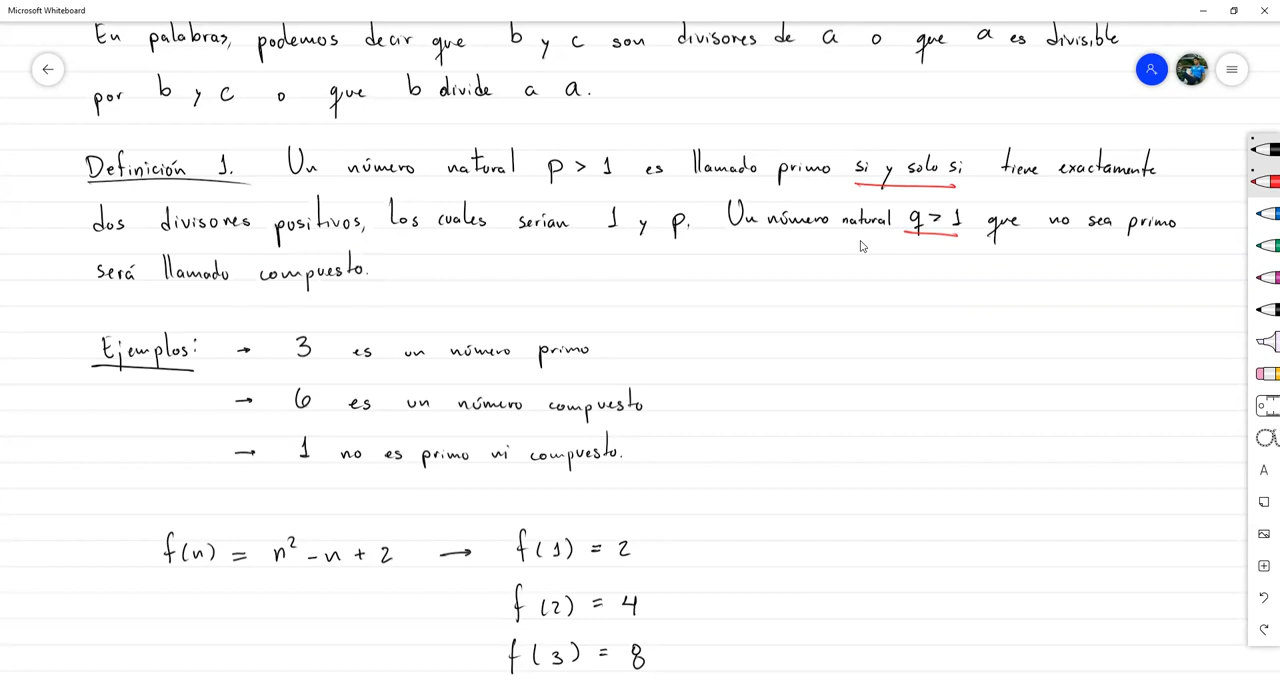 Microsoft Whiteboard
En palabras, podemos decir que b y c son divisores de a o que a es divisible
por b y c o que b divide a a.
Definición 1. Un número natural p > 1 es llamado primo si y solo si tiene exactamente
dos divisores positivos, los cuales serían 1 y p. Un número natural q > 1 que no sea primo
será llamado compuesto.
Ejemplos: → 3 es un número primo
→ 6 es un número compuesto
→ 1 no es primo ni compuesto.
f(n) = n² - n + 2 → f(1) = 2
f(2) = 4
f(3) = 8